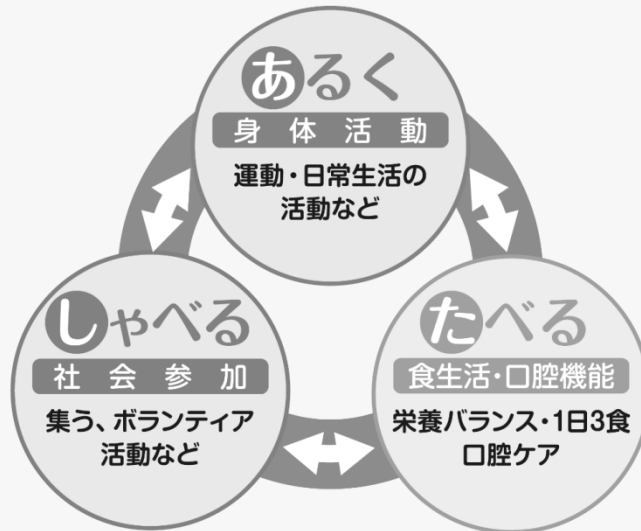 あるく
身体活動
運動・日常生活の
活動など
しゃべる
社会参加
集う、ボランティア
活動など
たべる
食生活・口腔機能
栄養バランス・1日3食
口腔ケア